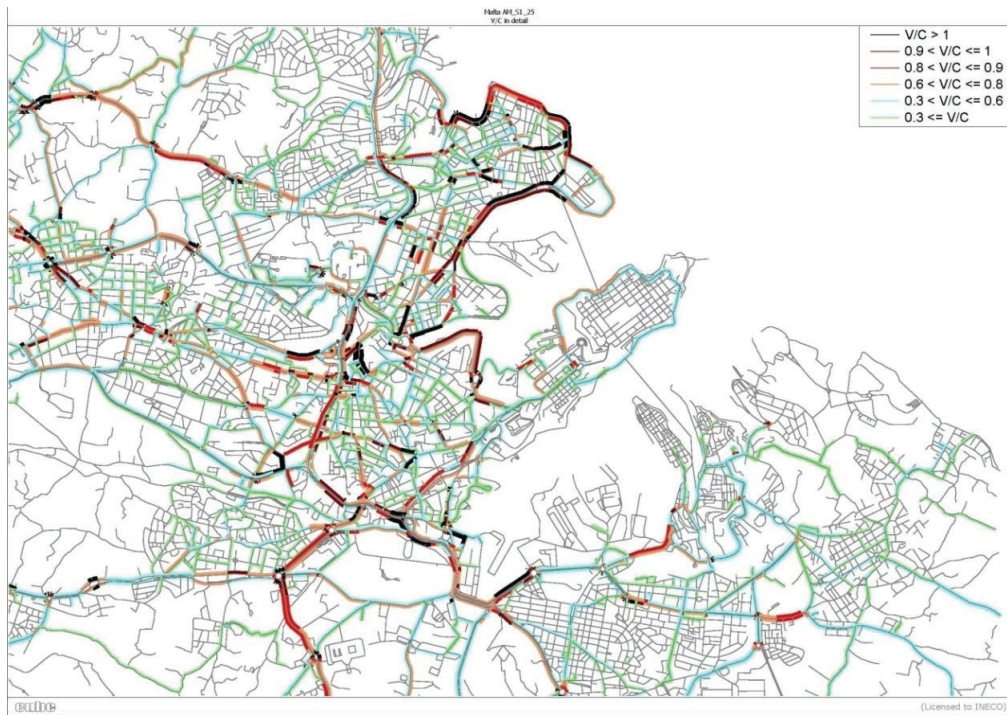 Malta AM_S1_25
V/C in detail
V/C > 1
0.9 < V/C <= 1
0.8 < V/C <= 0.9
0.6 < V/C <= 0.8
0.3 < V/C <= 0.6
0.3 <= V/C
cube
(Licensed to INECO)